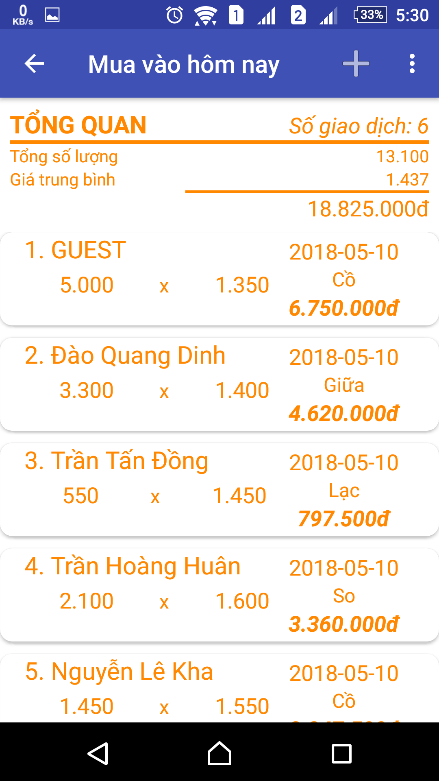 0
KB/s
1
2
33%
5:30
Mua vào hôm nay
TỔNG QUAN
Số giao dịch: 6
Tổng số lượng
13.100
Giá trung bình
1.437
18.825.000đ
1. GUEST
2018-05-10
5.000 x 1.350
Cồ
6.750.000đ
2. Đào Quang Dinh
2018-05-10
3.300 x 1.400
Giữa
4.620.000đ
3. Trần Tấn Đồng
2018-05-10
550 x 1.450
Lạc
797.500đ
4. Trần Hoàng Huân
2018-05-10
2.100 x 1.600
So
3.360.000đ
5. Nguyễn Lê Kha
2018-05-10
1.450 x 1.550
Cồ